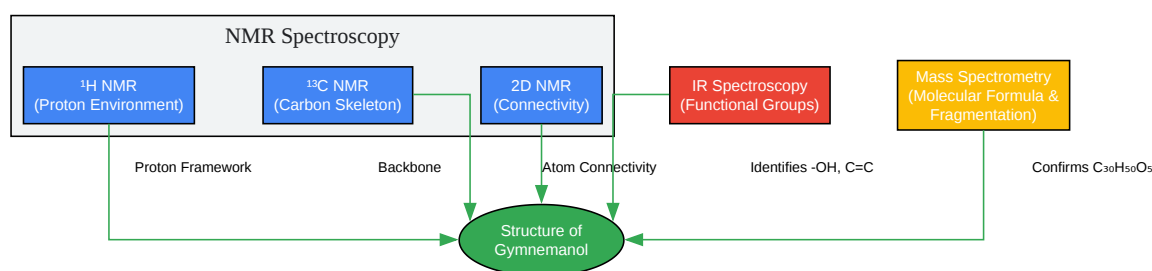 NMR Spectroscopy
¹H NMR
(Proton Environment)
¹³C NMR
(Carbon Skeleton)
2D NMR
(Connectivity)
IR Spectroscopy
(Functional Groups)
Mass Spectrometry
(Molecular Formula &
Fragmentation)
Proton Framework
Backbone
Atom Connectivity
Identifies -OH, C=C
Confirms C₃₀H₅₀O₅
Structure of
Gymnemanol